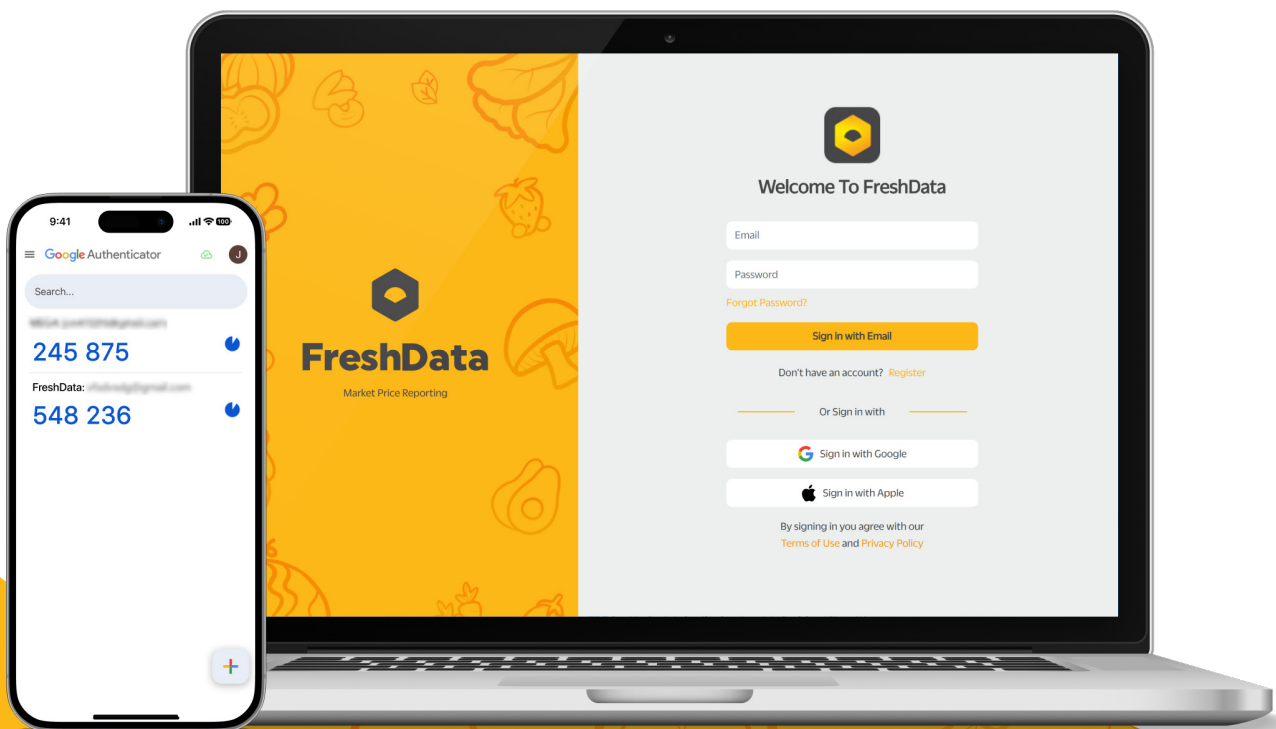 9:41
100
Google Authenticator
J
Search...
245 875
FreshData:
548 236
FreshData
Market Price Reporting
Welcome To FreshData
Email
Password
Forgot Password?
Sign in with Email
Don't have an account? Register
Or Sign in with
Sign in with Google
Sign in with Apple
By signing in you agree with our
Terms of Use and Privacy Policy